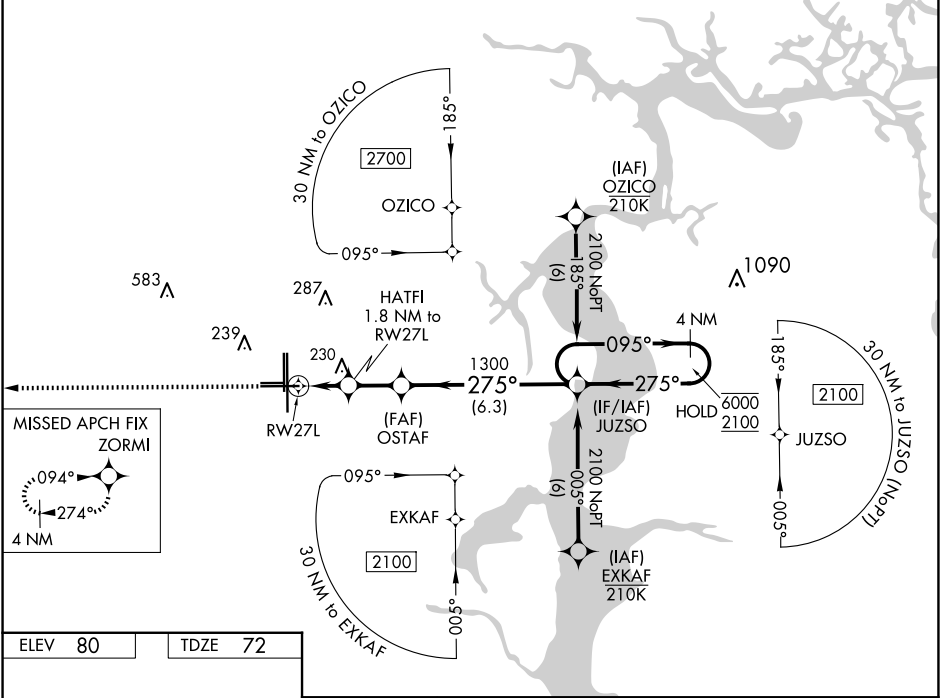 30 NM to OZICO
185°
2700
OZICO
095°
(IAF)
OZICO
210K
2100 NoPT
185°
(6)
1090
583
287
HATFI
1.8 NM to
RW27L
239
230
4 NM
095°
1300
275°
(6.3)
275°
RW27L
(FAF)
OSTAF
(IF/IAF)
JUZSO
HOLD
6000
2100
185°
30 NM to JUZSO (NoPT)
2100
JUZSO
005°
MISSED APCH FIX
ZORMI
094°
274°
4 NM
095°
EXKAF
2100
005°
30 NM to EXKAF
2100 NoPT
005°
(6)
(IAF)
EXKAF
210K
ELEV 80
TDZE 72